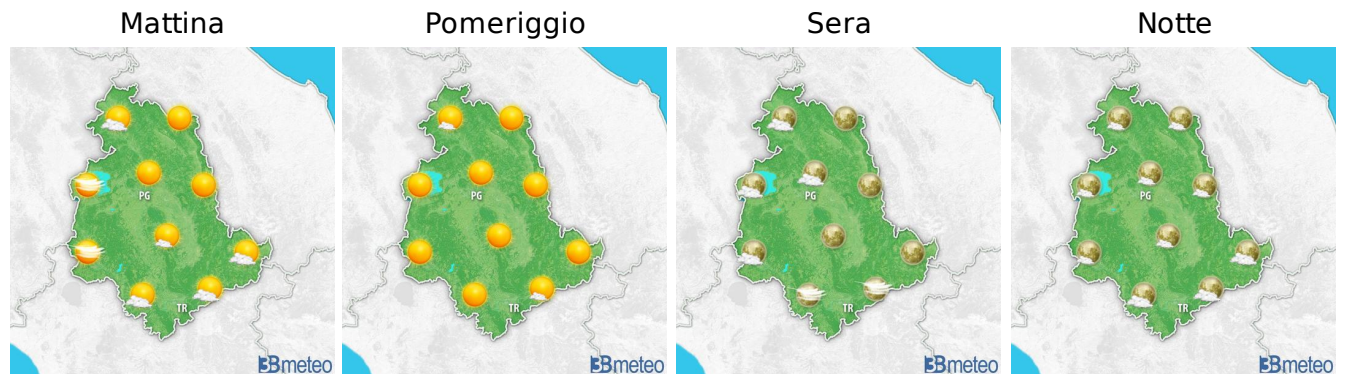 Mattina
Pomeriggio
Sera
Notte
PG
TR
3Bmeteo
PG
TR
3Bmeteo
PG
TR
3Bmeteo
PG
TR
3Bmeteo